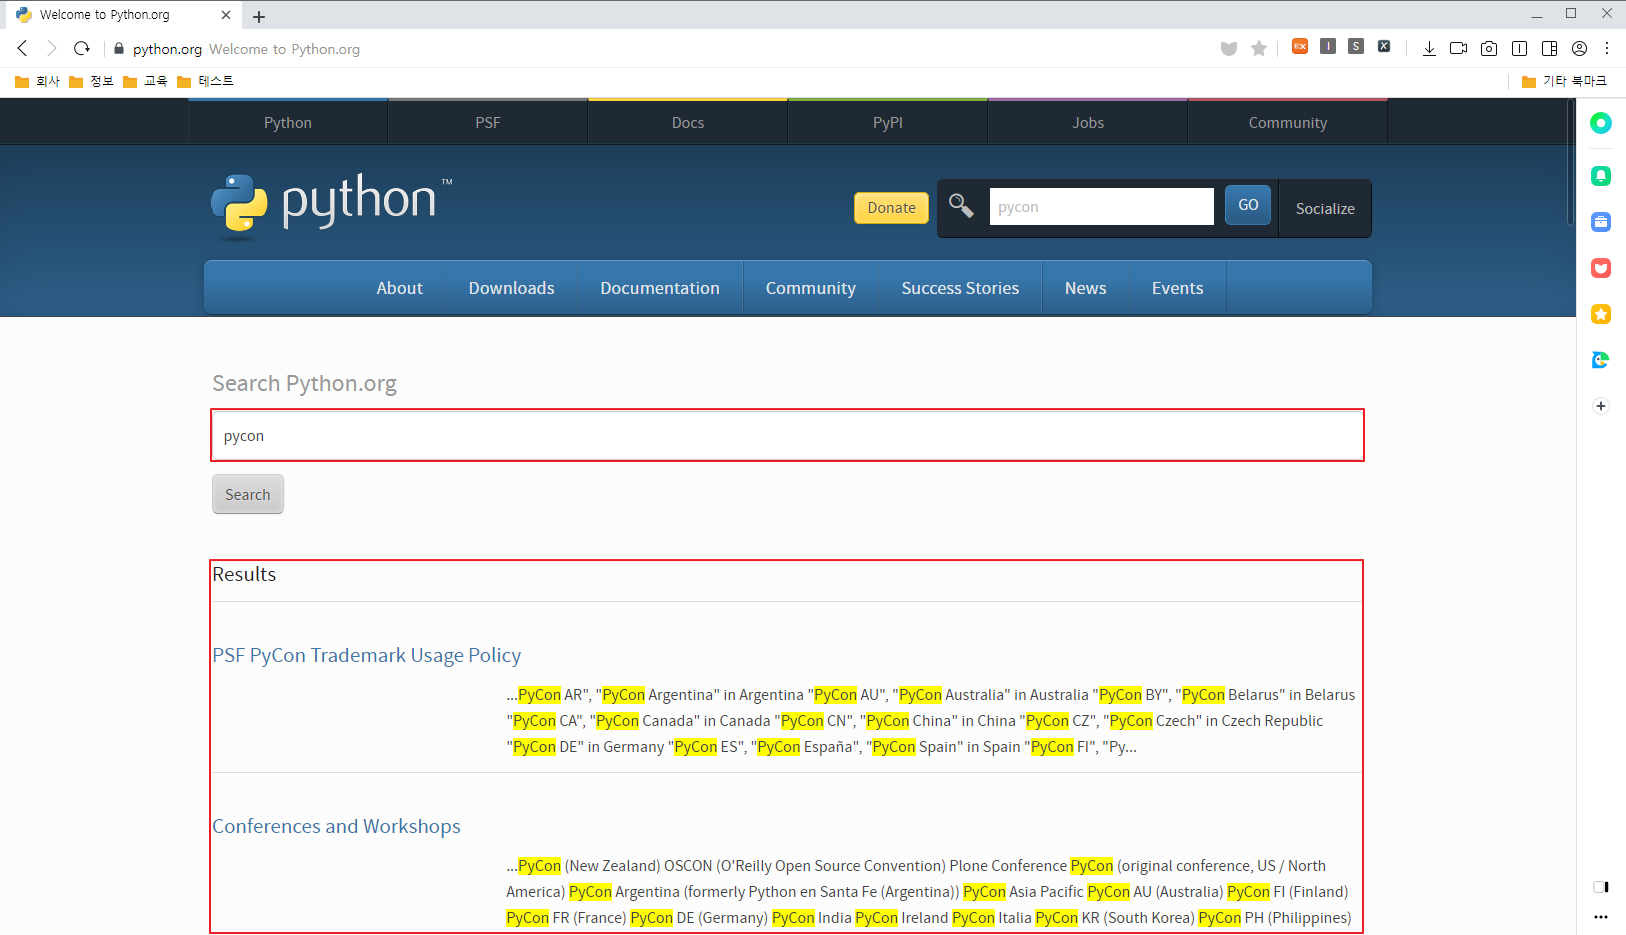 Welcome to Python.org
python.org Welcome to Python.org
회사 정보 교육 테스트 기타 북마크
Python PSF Docs PyPI Jobs Community
python™
Donate
pycon
GO
Socialize
About Downloads Documentation Community Success Stories News Events
Search Python.org
pycon
Search
Results
PSF PyCon Trademark Usage Policy
...PyCon AR", "PyCon Argentina" in Argentina "PyCon AU", "PyCon Australia" in Australia "PyCon BY", "PyCon Belarus" in Belarus
"PyCon CA", "PyCon Canada" in Canada "PyCon CN", "PyCon China" in China "PyCon CZ", "PyCon Czech" in Czech Republic
"PyCon DE" in Germany "PyCon ES", "PyCon España", "PyCon Spain" in Spain "PyCon FI", "Py...
Conferences and Workshops
...PyCon (New Zealand) OSCON (O'Reilly Open Source Convention) Plone Conference PyCon (original conference, US / North
America) PyCon Argentina (formerly Python en Santa Fe (Argentina)) PyCon Asia Pacific PyCon AU (Australia) PyCon FI (Finland)
PyCon FR (France) PyCon DE (Germany) PyCon India PyCon Ireland PyCon Italia PyCon KR (South Korea) PyCon PH (Philippines)